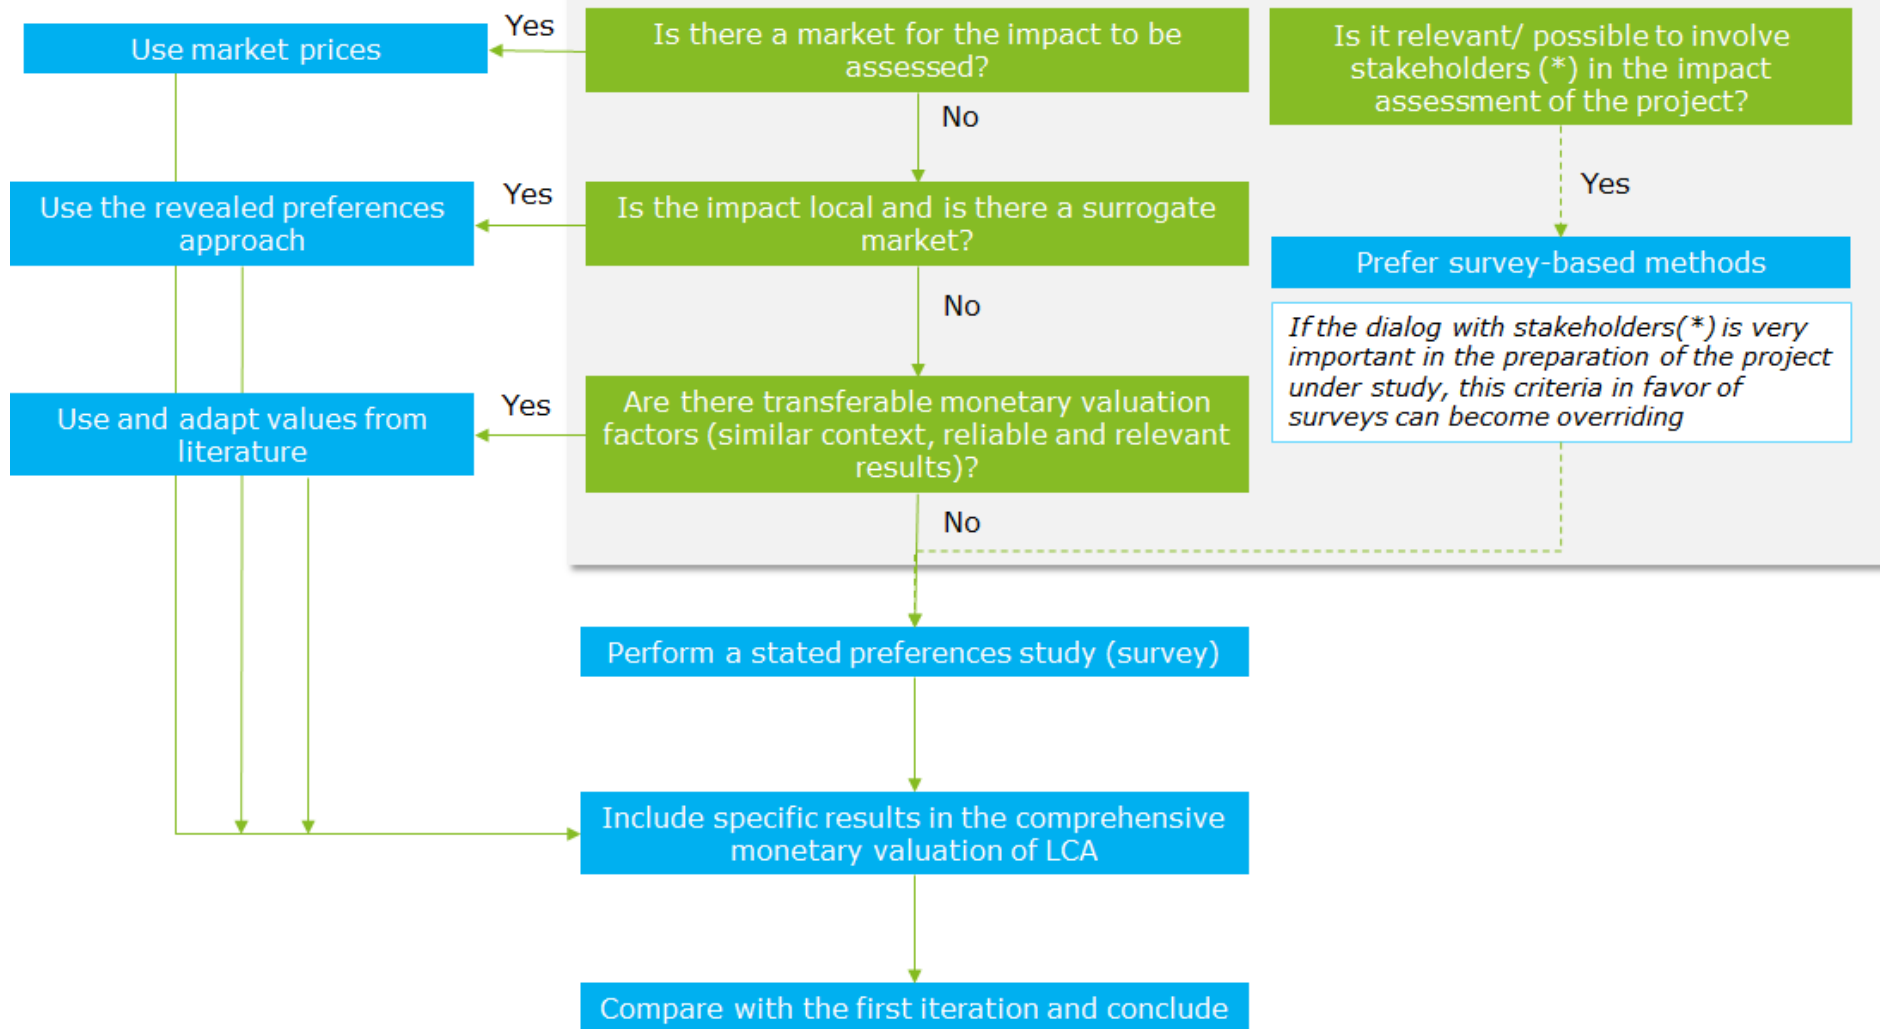 Use market prices
Yes
Is there a market for the impact to be
assessed?
Is it relevant/ possible to involve
stakeholders (*) in the impact
assessment of the project?
No
Yes
Use the revealed preferences
approach
Yes
Is the impact local and is there a surrogate
market?
Prefer survey-based methods
No
If the dialog with stakeholders(*) is very
important in the preparation of the project
under study, this criteria in favor of
surveys can become overriding
Use and adapt values from
literature
Yes
Are there transferable monetary valuation
factors (similar context, reliable and relevant
results)?
No
Perform a stated preferences study (survey)
Include specific results in the comprehensive
monetary valuation of LCA
Compare with the first iteration and conclude